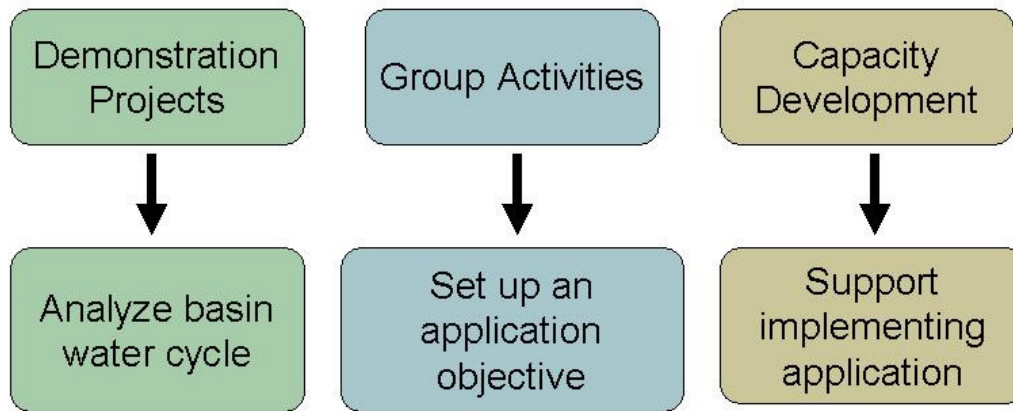 Demonstration
Projects
Group Activities
Capacity
Development
Analyze basin
water cycle
Set up an
application
objective
Support
implementing
application